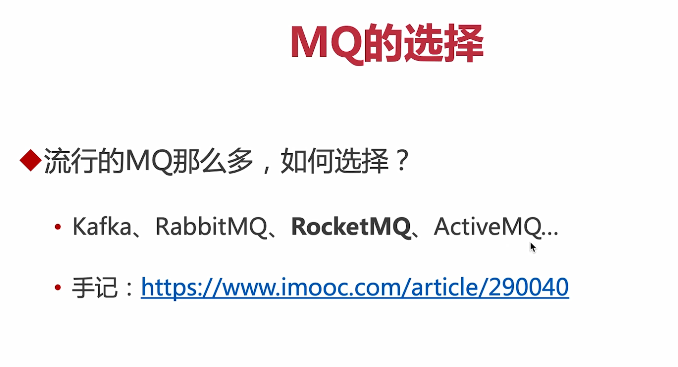 MQ的选择
流行的MQ那么多，如何选择？
Kafka、RabbitMQ、RocketMQ、ActiveMQ...
手记：https://www.imooc.com/article/290040